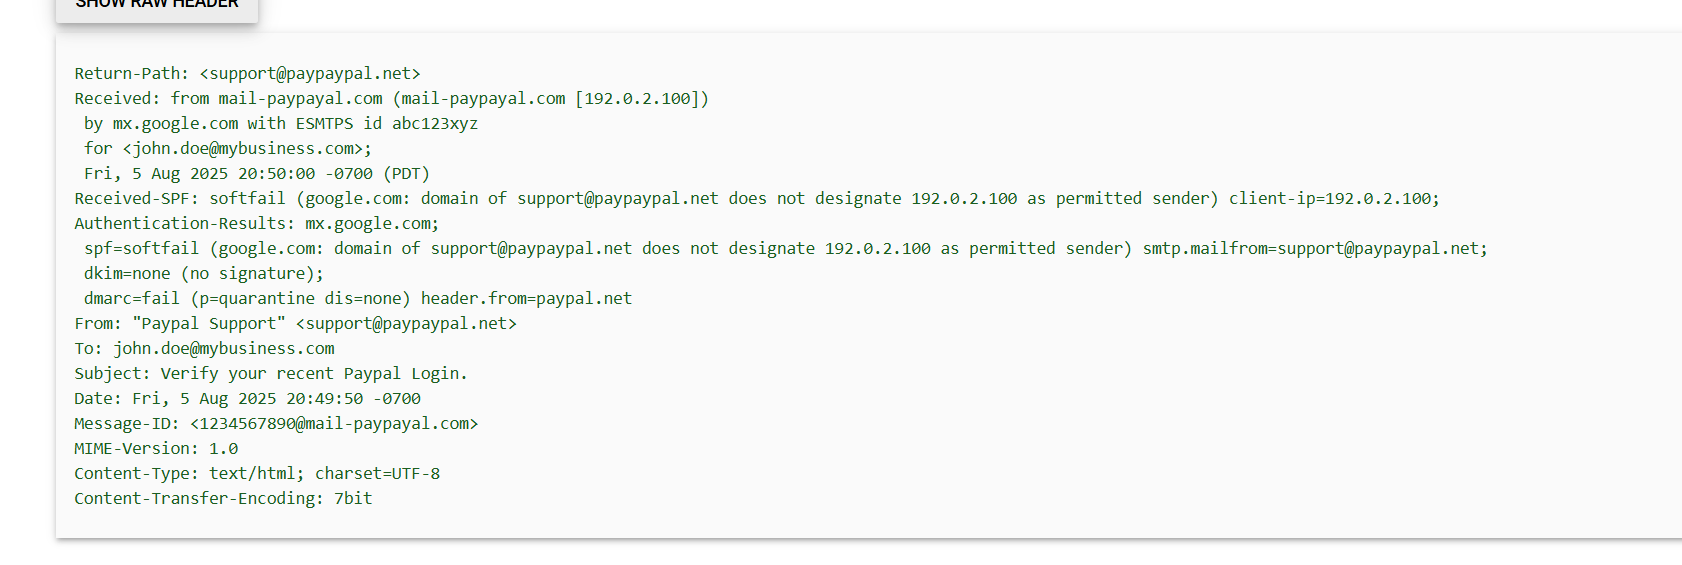 SHOW RAW HEADER
Return-Path: <support@paypaypal.net>
Received: from mail-paypayal.com (mail-paypayal.com [192.0.2.100])
by mx.google.com with ESMTPS id abc123xyz
for <john.doe@mybusiness.com>;
Fri, 5 Aug 2025 20:50:00 -0700 (PDT)
Received-SPF: softfail (google.com: domain of support@paypaypal.net does not designate 192.0.2.100 as permitted sender) client-ip=192.0.2.100;
Authentication-Results: mx.google.com;
spf=softfail (google.com: domain of support@paypaypal.net does not designate 192.0.2.100 as permitted sender) smtp.mailfrom=support@paypaypal.net;
dkim=none (no signature);
dmarc=fail (p=quarantine dis=none) header.from=paypal.net
From: "Paypal Support" <support@paypaypal.net>
To: john.doe@mybusiness.com
Subject: Verify your recent Paypal Login.
Date: Fri, 5 Aug 2025 20:49:50 -0700
Message-ID: <1234567890@mail-paypayal.com>
MIME-Version: 1.0
Content-Type: text/html; charset=UTF-8
Content-Transfer-Encoding: 7bit